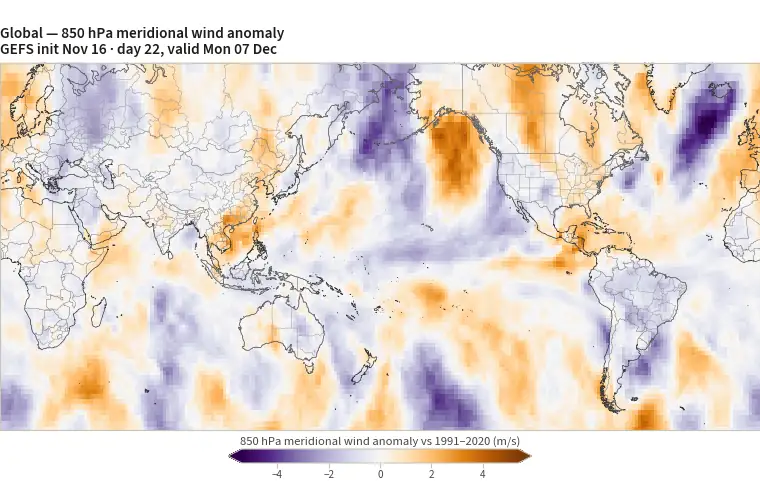 Global — 850 hPa meridional wind anomaly
GEFS init Nov 16 · day 22, valid Mon 07 Dec
850 hPa meridional wind anomaly vs 1991–2020 (m/s)
−4 −2 0 2 4